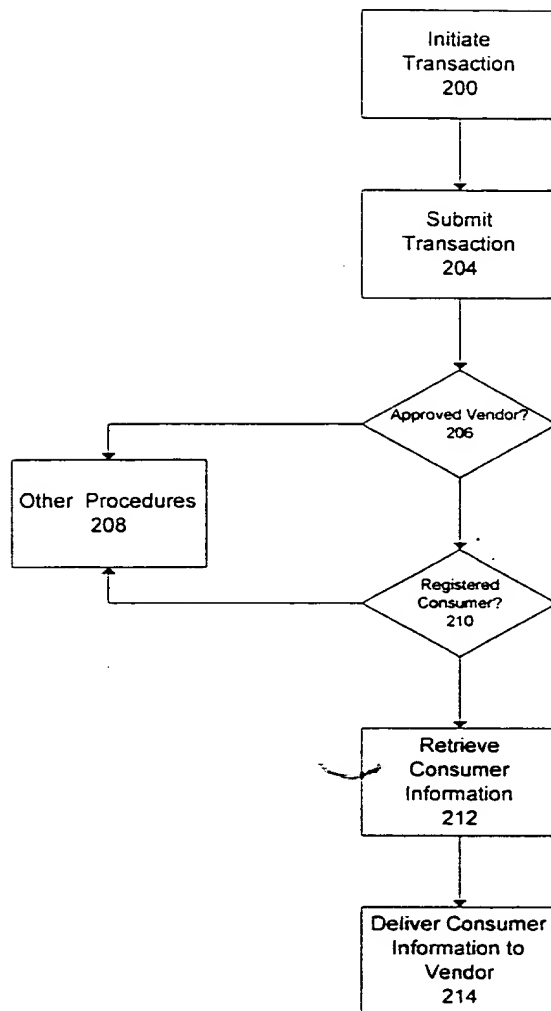 Initiate
Transaction
200
Submit
Transaction
204
Approved Vendor?
206
Other Procedures
208
Registered
Consumer?
210
Retrieve
Consumer
Information
212
Deliver Consumer
Information to
Vendor
214